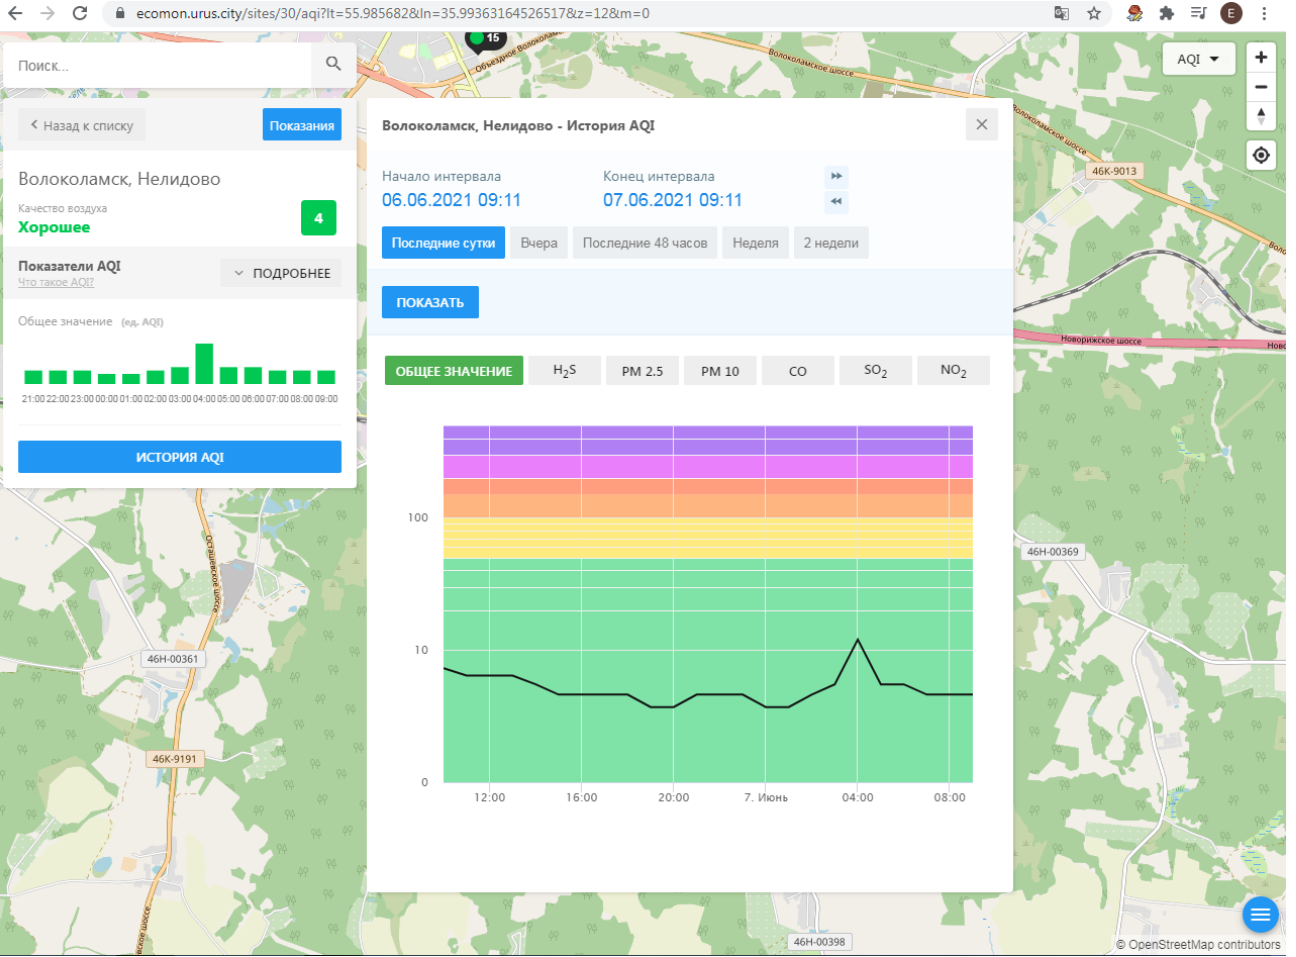 ecomon.urus.city/sites/30/aqi?lt=55.985682&ln=35.99363164526517&z=12&m=0
E
15
Объездное Волоколамс
Волоколамское шоссе
Поиск...
AQI
Назад к списку
Показания
Волоколамск, Нелидово - История AQI
Волоколамск, Нелидово
Качество воздуха
Хорошее
4
Показатели AQI
Что такое AQI?
ПОДРОБНЕЕ
Общее значение (ед. AQI)
21:00 22:00 23:00 00:00 01:00 02:00 03:00 04:00 05:00 06:00 07:00 08:00 09:00
ИСТОРИЯ AQI
Начало интервала
Конец интервала
06.06.2021 09:11
07.06.2021 09:11
Последние сутки
Вчера
Последние 48 часов
Неделя
2 недели
ПОКАЗАТЬ
ОБЩЕЕ ЗНАЧЕНИЕ
H2S
PM 2.5
PM 10
CO
SO2
NO2
100
10
0
12:00
16:00
20:00
7. Июнь
04:00
08:00
46К-9013
Новорижское шоссе
Осташёвское шоссе
46Н-00369
46Н-00361
46К-9191
46Н-00398
© OpenStreetMap contributors